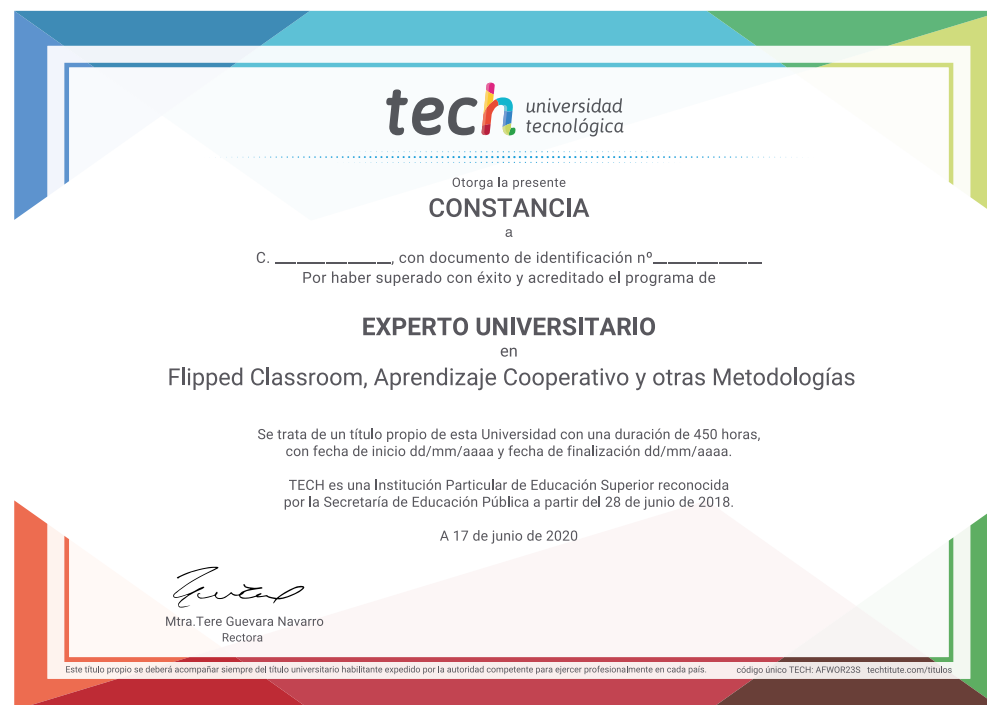 tech universidad
tecnológica
Otorga la presente
CONSTANCIA
a
C. ______________, con documento de identificación nº_____________
Por haber superado con éxito y acreditado el programa de
EXPERTO UNIVERSITARIO
en
Flipped Classroom, Aprendizaje Cooperativo y otras Metodologías
Se trata de un título propio de esta Universidad con una duración de 450 horas,
con fecha de inicio dd/mm/aaaa y fecha de finalización dd/mm/aaaa.
TECH es una Institución Particular de Educación Superior reconocida
por la Secretaría de Educación Pública a partir del 28 de junio de 2018.
A 17 de junio de 2020
Mtra.Tere Guevara Navarro
Rectora
Este título propio se deberá acompañar siempre del título universitario habilitante expedido por la autoridad competente para ejercer profesionalmente en cada país. código único TECH: AFWOR23S techtitute.com/titulos